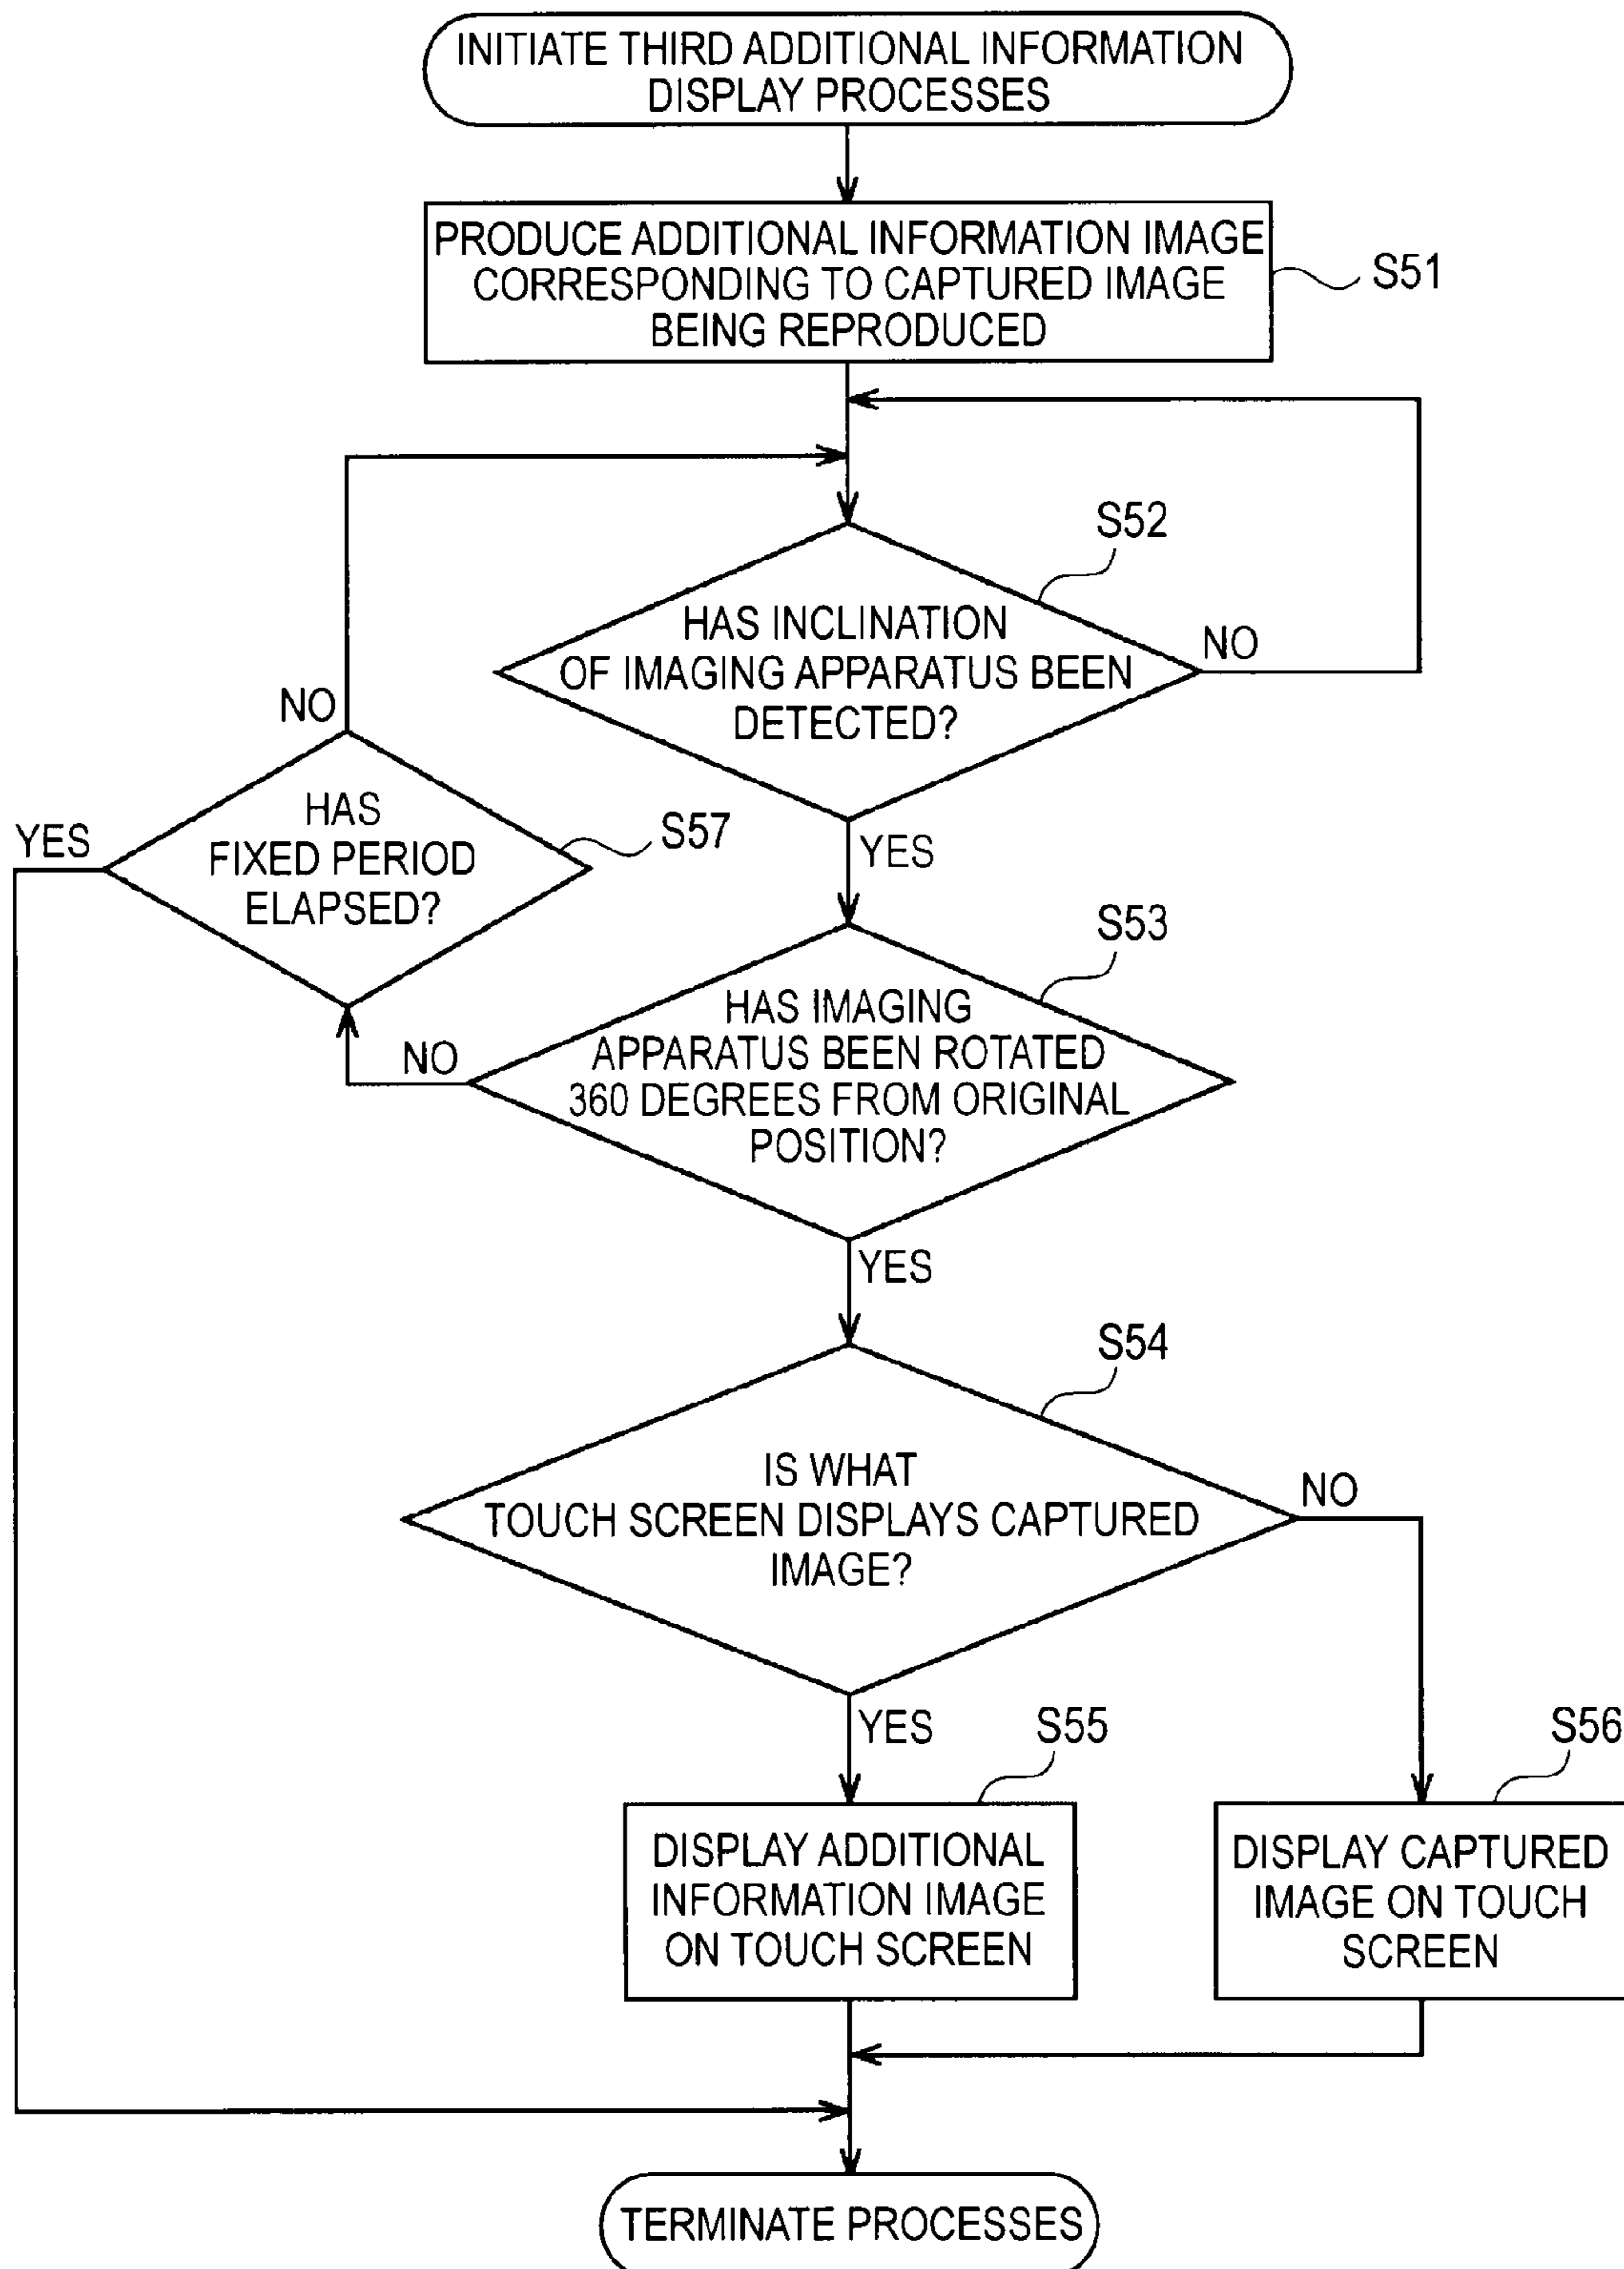 INITIATE THIRD ADDITIONAL INFORMATION
DISPLAY PROCESSES
PRODUCE ADDITIONAL INFORMATION IMAGE
CORRESPONDING TO CAPTURED IMAGE
BEING REPRODUCED
S51
S52
HAS INCLINATION
OF IMAGING APPARATUS BEEN
DETECTED?
NO
YES
NO
HAS
FIXED PERIOD
ELAPSED?
YES
S57
S53
HAS IMAGING
APPARATUS BEEN ROTATED
360 DEGREES FROM ORIGINAL
POSITION?
NO
YES
S54
IS WHAT
TOUCH SCREEN DISPLAYS CAPTURED
IMAGE?
NO
YES
S55
S56
DISPLAY ADDITIONAL
INFORMATION IMAGE
ON TOUCH SCREEN
DISPLAY CAPTURED
IMAGE ON TOUCH
SCREEN
TERMINATE PROCESSES